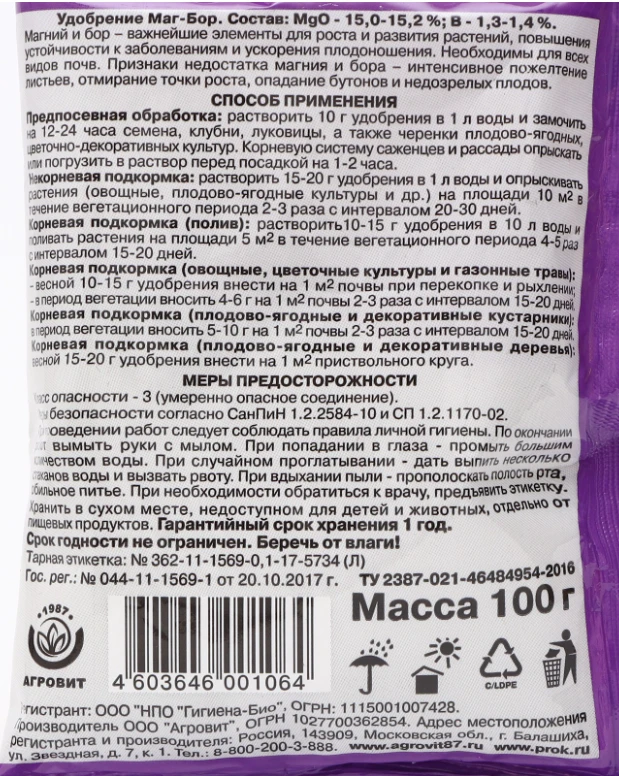 Удобрение Маг-Бор. Состав: MgO - 15,0-15,2 %; В - 1,3-1,4 %.
Магний и бор – важнейшие элементы для роста и развития растений, повышения
устойчивости к заболеваниям и ускорения плодоношения. Необходимы для всех
видов почв. Признаки недостатка магния и бора – интенсивное пожелтение
листьев, отмирание точки роста, опадание бутонов и недозрелых плодов.
СПОСОБ ПРИМЕНЕНИЯ
Предпосевная обработка: растворить 10 г удобрения в 1 л воды и замочить
на 12-24 часа семена, клубни, луковицы, а также черенки плодово-ягодных,
цветочно-декоративных культур. Корневую систему саженцев и рассады опрыскать
или погрузить в раствор перед посадкой на 1-2 часа.
Некорневая подкормка: растворить 15-20 г удобрения в 1 л воды и опрыскивать
растения (овощные, плодово-ягодные культуры и др.) на площади 10 м2 в
течение вегетационного периода 2-3 раза с интервалом 20-30 дней.
Корневая подкормка (полив): растворить10-15 г удобрения в 10 л воды и
поливать растения на площади 5 м2 в течение вегетационного периода 4-5 раз
с интервалом 15-20 дней.
Корневая подкормка (овощные, цветочные культуры и газонные травы):
- весной 10-15 г удобрения внести на 1 м2 почвы при перекопке и рыхлении;
- в период вегетации вносить 4-6 г на 1 м2 почвы 2-3 раза с интервалом 15-20 дней.
Корневая подкормка (плодово-ягодные и декоративные кустарники):
в период вегетации вносить 5-10 г на 1 м2 почвы 2-3 раза с интервалом 15-20 дней.
Корневая подкормка (плодово-ягодные и декоративные деревья):
весной 15-20 г удобрения внести на 1 м2 приствольного круга.
МЕРЫ ПРЕДОСТОРОЖНОСТИ
опасности - 3 (умеренно опасное соединение).
безопасности согласно СанПиН 1.2.2584-10 и СП 1.2.1170-02.
проведении работ следует соблюдать правила личной гигиены. По окончании
вымыть руки с мылом. При попадании в глаза - промыть большим
количеством воды. При случайном проглатывании - дать выпить несколько
стаканов воды и вызвать рвоту. При вдыхании пыли - прополоскать полость рта,
обильное питье. При необходимости обратиться к врачу, предъявить этикетку.
Хранить в сухом месте, недоступном для детей и животных, отдельно от
пищевых продуктов. Гарантийный срок хранения 1 год.
Срок годности не ограничен. Беречь от влаги!
Тарная этикетка: № 362-11-1569-0,1-17-5734 (Л)
Гос. рег.: № 044-11-1569-1 от 20.10.2017 г. ТУ 2387-021-46484954-2016
Масса 100 г
•1987•
АГРОВИТ
4 603646 001064
C/LDPE
Регистрант: ООО "НПО "Гигиена-Био", ОГРН: 1115001007428.
Производитель ООО "Агровит", ОГРН 1027700362854. Адрес местоположения
регистранта и производителя: Россия, 143909, Московская обл., г. Балашиха,
ул. Звездная, д. 7, к. 1. Тел.: 8-800-200-3-888. www.agrovit87.ru www.prok.ru